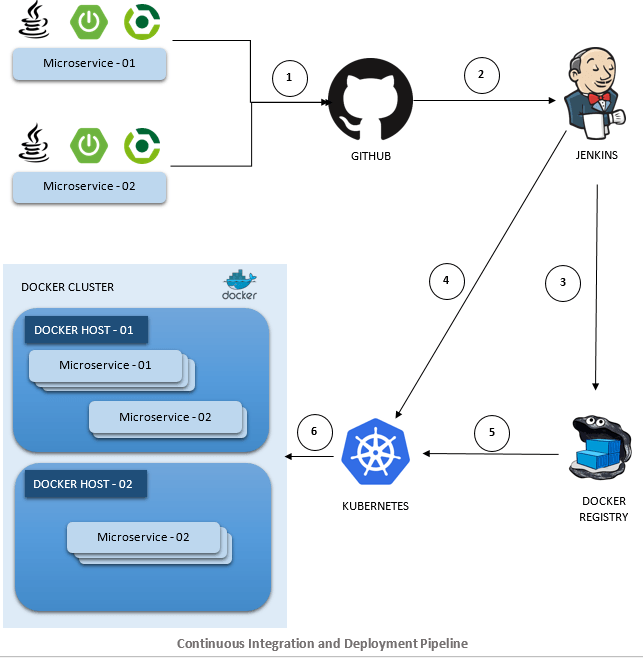 Microservice - 01
1
2
GITHUB
JENKINS
Microservice - 02
4
3
DOCKER CLUSTER
docker
DOCKER HOST - 01
Microservice - 01
Microservice - 02
6
5
DOCKER HOST - 02
KUBERNETES
DOCKER
REGISTRY
Microservice - 02
Continuous Integration and Deployment Pipeline